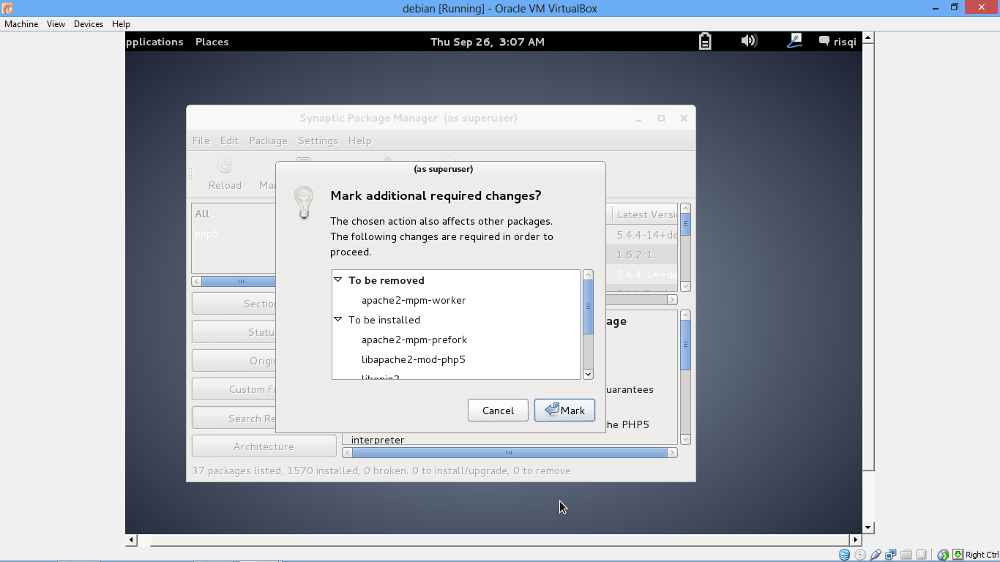 debian [Running] - Oracle VM VirtualBox
Machine View Devices Help
pplications Places Thu Sep 26, 3:07 AM risqi
Synaptic Package Manager (as superuser)
File Edit Package Settings Help
Reload Mar
(as superuser)
Mark additional required changes?
The chosen action also affects other packages.
The following changes are required in order to
proceed.
To be removed
apache2-mpm-worker
To be installed
apache2-mpm-prefork
libapache2-mod-php5
libonig2
Cancel Mark
All
php5
Sectio
Statu
Origi
Custom Fi
Search Re
Architecture
Latest Versi
5.4.4-14+de
1.6.2-1
5.4.4-14+de
age
uarantees
he PHP5
interpreter
37 packages listed, 1570 installed, 0 broken. 0 to install/upgrade, 0 to remove
Right Ctrl